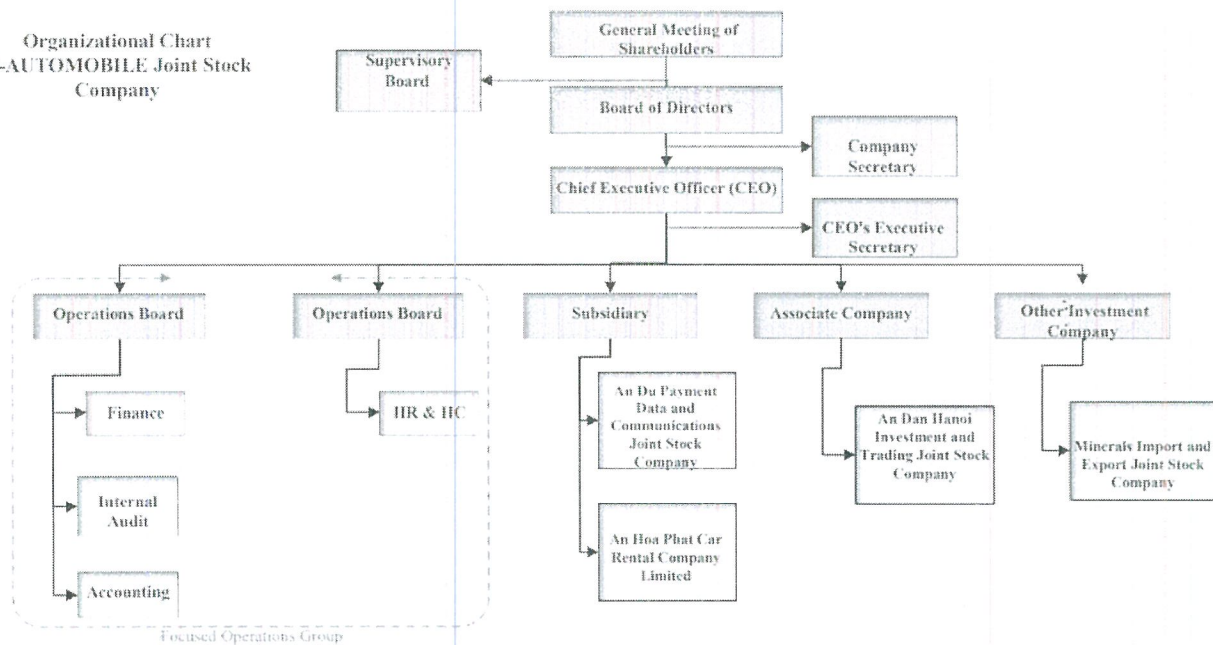 Organizational Chart
-AUTOMOBILE Joint Stock
Company
General Meeting of
Shareholders
Supervisory
Board
Board of Directors
Company
Secretary
Chief Executive Officer (CEO)
CEO's Executive
Secretary
Operations Board
Operations Board
Subsidiary
Associate Company
Other Investment
Company
Finance
HR & HC
An Du Payment
Data and
Communications
Joint Stock
Company
An Dan Hanoi
Investment and
Trading Joint Stock
Company
Minerals Import and
Export Joint Stock
Company
Internal
Audit
An Hoa Phat Car
Rental Company
Limited
Accounting
Focused Operations Group